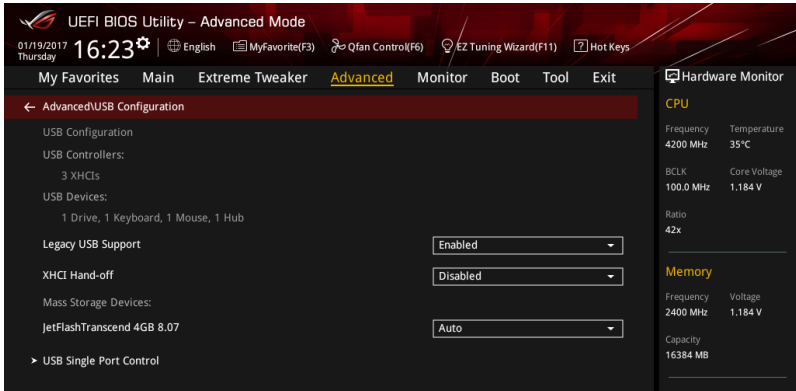 UEFI BIOS Utility – Advanced Mode
01/19/2017 Thursday 16:23 English MyFavorite(F3) Qfan Control(F6) EZ Tuning Wizard(F11) ? Hot Keys
My Favorites Main Extreme Tweaker Advanced Monitor Boot Tool Exit
Advanced\USB Configuration
USB Configuration
USB Controllers:
3 XHCIs
USB Devices:
1 Drive, 1 Keyboard, 1 Mouse, 1 Hub
Legacy USB Support Enabled
XHCI Hand-off Disabled
Mass Storage Devices:
JetFlashTranscend 4GB 8.07 Auto
USB Single Port Control
Hardware Monitor
CPU
Frequency Temperature
4200 MHz 35°C
BCLK Core Voltage
100.0 MHz 1.184 V
Ratio
42x
Memory
Frequency Voltage
2400 MHz 1.184 V
Capacity
16384 MB